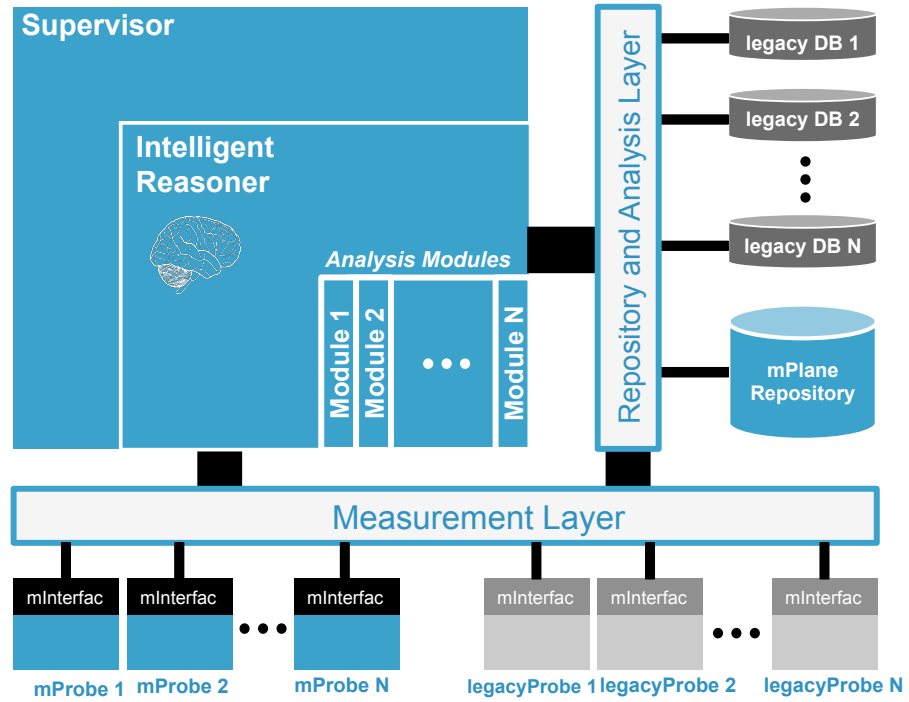 Supervisor
Intelligent
Reasoner
Analysis Modules
Module 1
Module 2
Module N
Repository and Analysis Layer
legacy DB 1
legacy DB 2
legacy DB N
mPlane
Repository
Measurement Layer
mInterfac
mInterfac
mInterfac
mInterfac
mInterfac
mInterfac
mProbe 1
mProbe 2
mProbe N
legacyProbe 1
legacyProbe 2
legacyProbe N